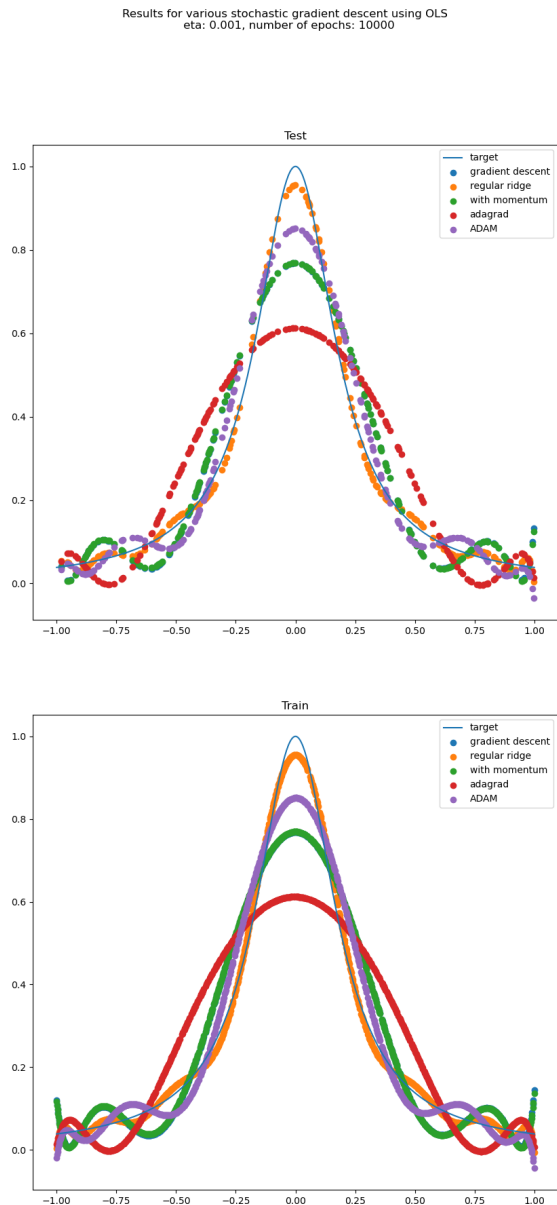 Results for various stochastic gradient descent using OLS
eta: 0.001, number of epochs: 10000
Test
target
gradient descent
regular ridge
with momentum
adagrad
ADAM
1.0
0.8
0.6
0.4
0.2
0.0
−1.00 −0.75 −0.50 −0.25 0.00 0.25 0.50 0.75 1.00
Train
target
gradient descent
regular ridge
with momentum
adagrad
ADAM
1.0
0.8
0.6
0.4
0.2
0.0
−1.00 −0.75 −0.50 −0.25 0.00 0.25 0.50 0.75 1.00